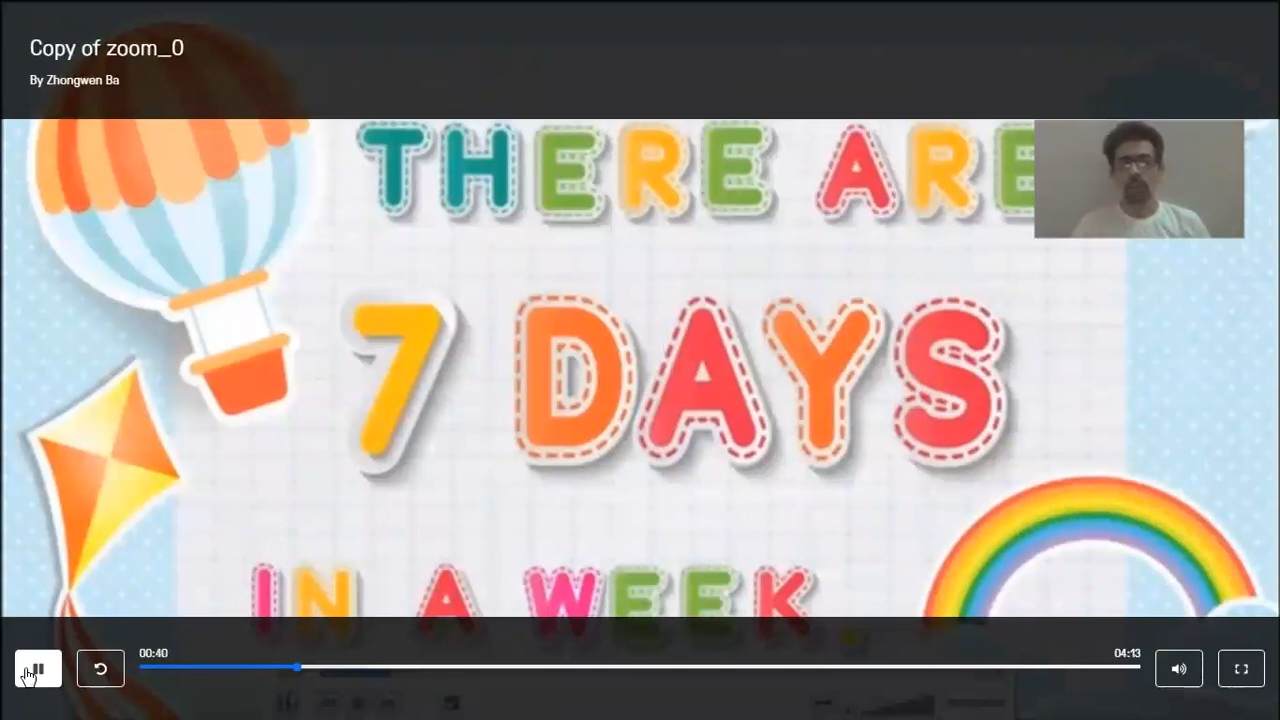 Copy of zoom_0
By Zhongwen Ba
THERE ARE
7 DAYS
IN A WEEK
00:40
04:13